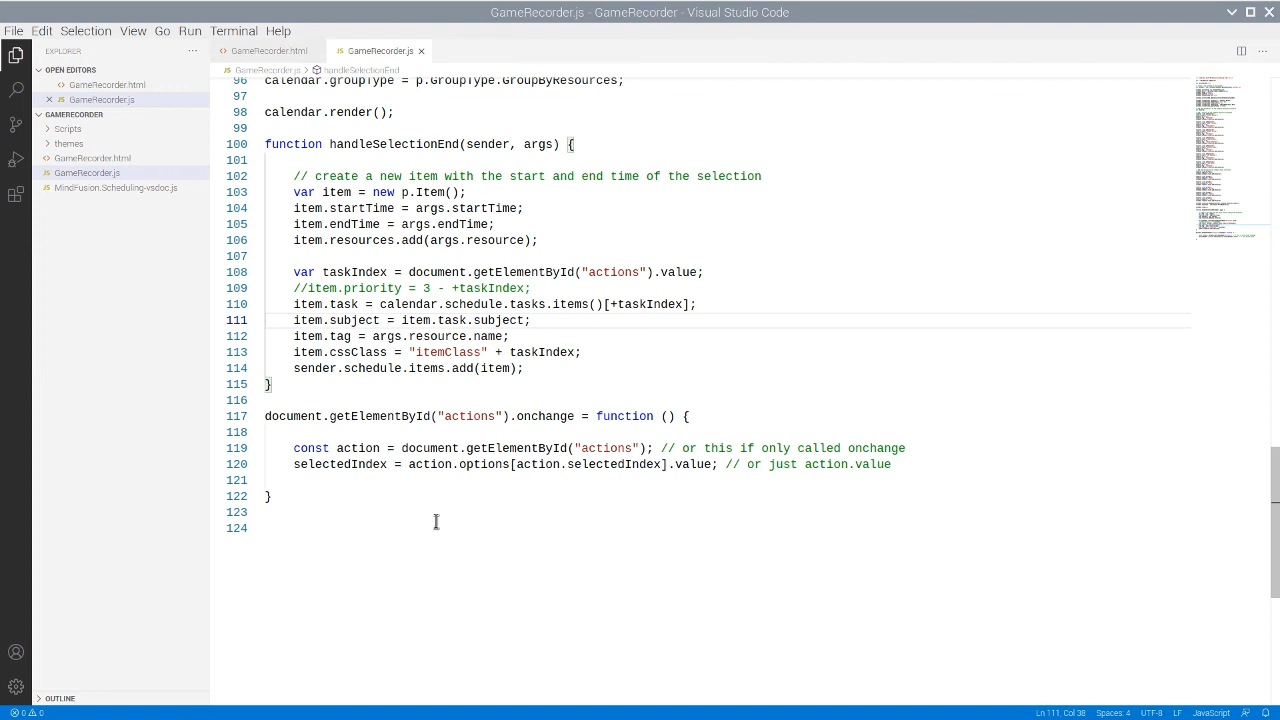 GameRecorder.js - GameRecorder - Visual Studio Code
File Edit Selection View Go Run Terminal Help
EXPLORER
GameRecorder.html
GameRecorder.js
OPEN EDITORS
GameRecorder.js
handleSelectionEnd
GameRecorder.html
GameRecorder.js
GAMERECORDER
Scripts
themes
GameRecorder.html
GameRecorder.js
MindFusion.Scheduling-vsdoc.js
96 calendar.groupType = p.GroupType.GroupByResources;
97
98 calendar.render();
99
100 function handleSelectionEnd(sender, args) {
101
102 // create a new item with the start and end time of the selection
103 var item = new p.Item();
104 item.startTime = args.startTime;
105 item.endTime = args.endTime;
106 item.resources.add(args.resource);
107
108 var taskIndex = document.getElementById("actions").value;
109 //item.priority = 3 - +taskIndex;
110 item.task = calendar.schedule.tasks.items()[+taskIndex];
111 item.subject = item.task.subject;
112 item.tag = args.resource.name;
113 item.cssClass = "itemClass" + taskIndex;
114 sender.schedule.items.add(item);
115 }
116
117 document.getElementById("actions").onchange = function () {
118
119 const action = document.getElementById("actions"); // or this if only called onchange
120 selectedIndex = action.options[action.selectedIndex].value; // or just action.value
121
122 }
123
124
OUTLINE
0 0
Ln 111, Col 38 Spaces: 4 UTF-8 LF JavaScript